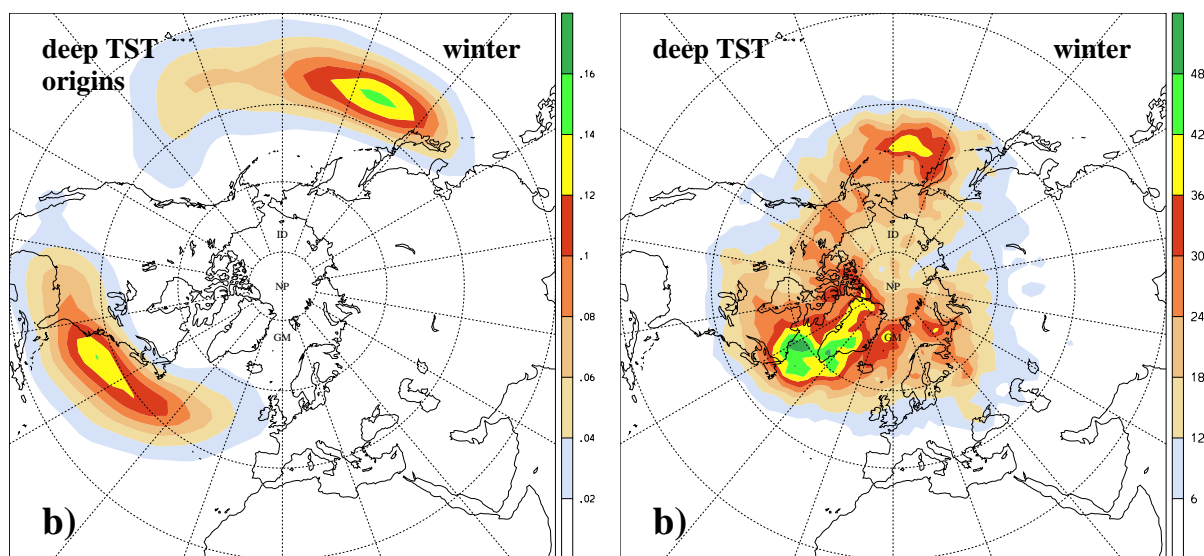 deep TST
origins
winter
ID
NP
GM
b)
.16
.14
.12
.1
.08
.06
.04
.02
deep TST
winter
ID
NP
GM
b)
48
42
36
30
24
18
12
6